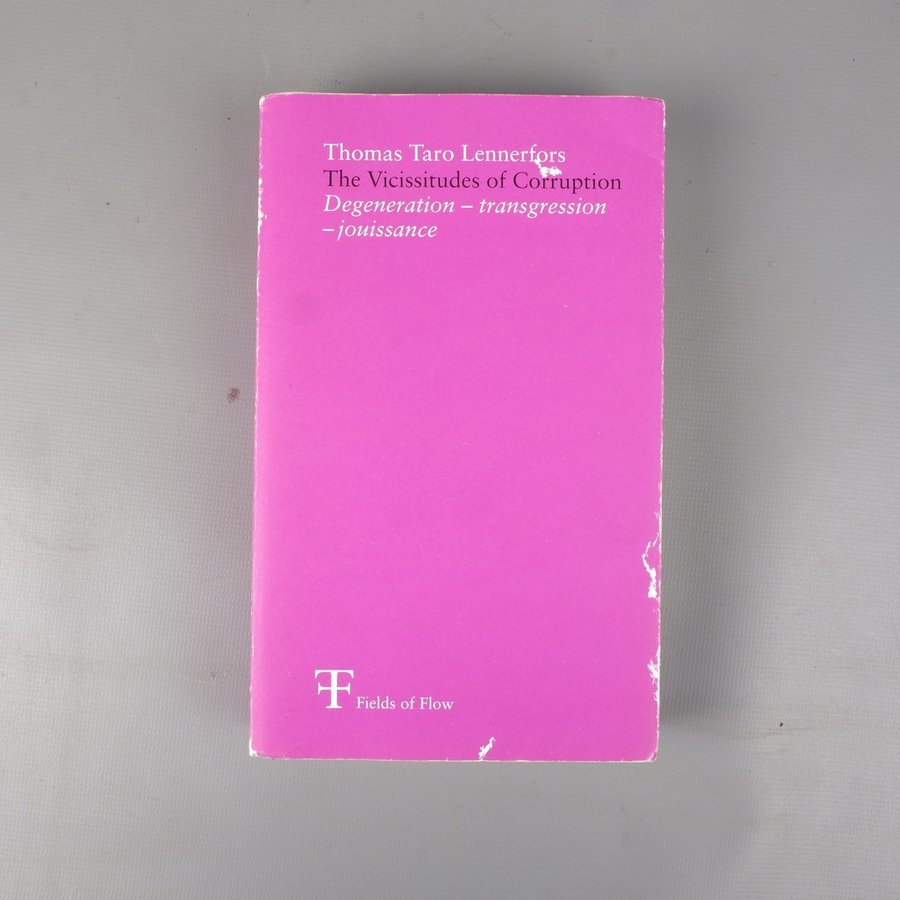 Thomas Taro Lennerfors
The Vicissitudes of Corruption
Degeneration – transgression
– jouissance
Fields of Flow